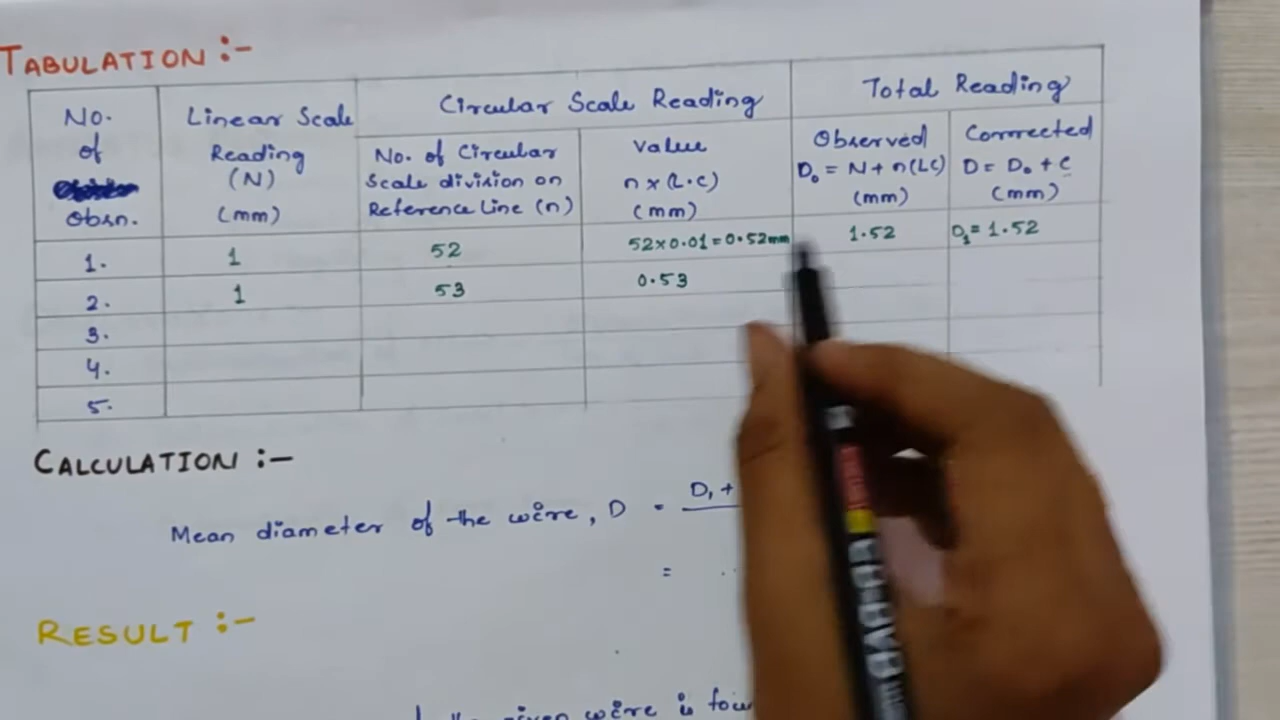 TABULATION :-
No. of Obsn.
Linear Scale Reading (N) (mm)
Circular Scale Reading
No. of Circular Scale division on Reference Line (n)
Value n x (L.C) (mm)
Total Reading
Observed D₀ = N + n(LC) (mm)
Corrected D = D₀ + C (mm)
1. 1 52 52 x 0.01 = 0.52mm 1.52 D₁ = 1.52
2. 1 53 0.53
3.
4.
5.
CALCULATION :-
Mean diameter of the wire, D = D₁ +
= ..
RESULT :-
wire is